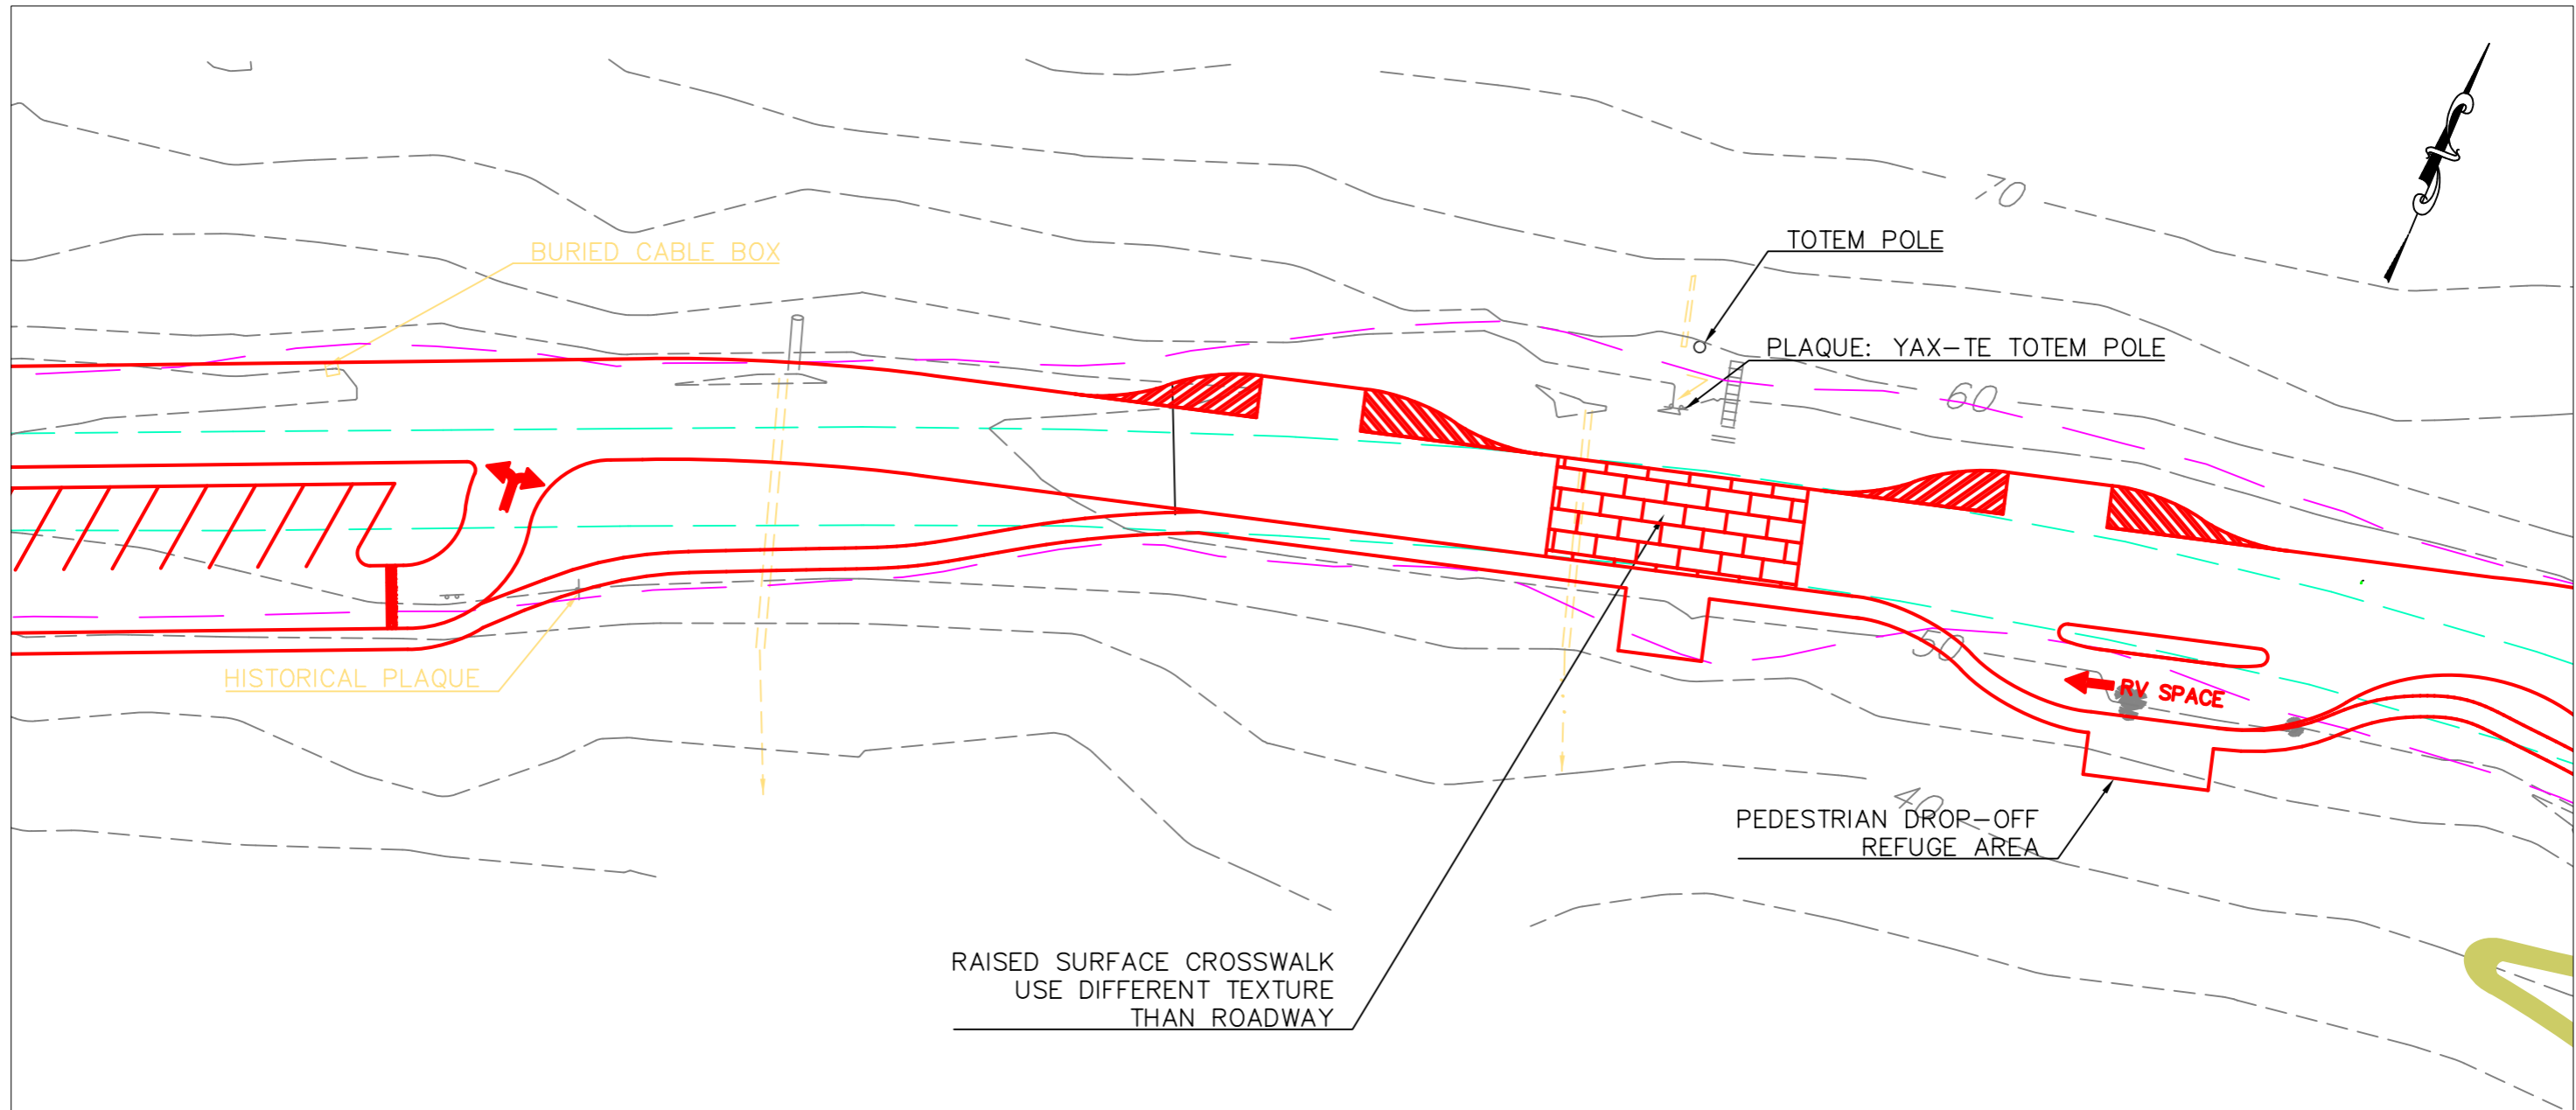 70
BURIED CABLE BOX
TOTEM POLE
PLAQUE: YAX-TE TOTEM POLE
60
HISTORICAL PLAQUE
50
RV SPACE
40
PEDESTRIAN DROP-OFF
REFUGE AREA
RAISED SURFACE CROSSWALK
USE DIFFERENT TEXTURE
THAN ROADWAY